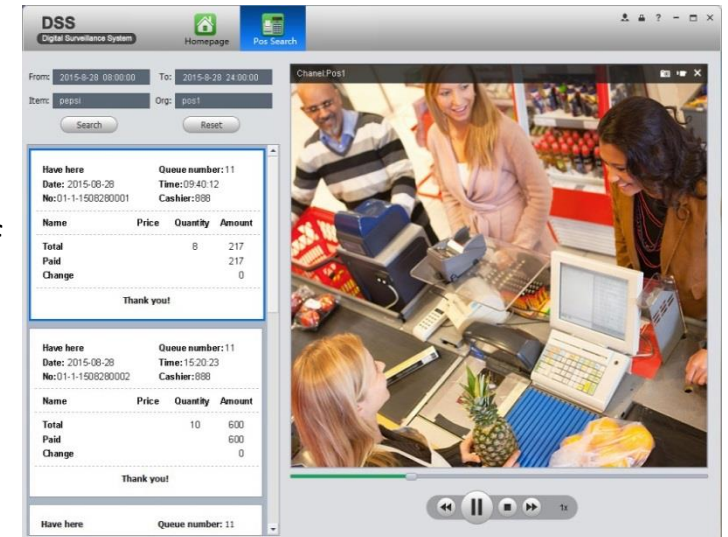 DSS
Digital Surveillance System
Homepage
Pos Search
? - □ ×
From: 2015-8-28 08:00:00 To: 2015-8-28 24:00:00
Item: pepsi Org: pos1
Search Reset
Have here Queue number:11
Date: 2015-08-28 Time:09:40:12
No:01-1-1508280001 Cashier:888
Name Price Quantity Amount
Total 8 217
Paid 217
Change 0
Thank you!
Have here Queue number:11
Date: 2015-08-28 Time:15:20:23
No:01-1-1508280002 Cashier:888
Name Price Quantity Amount
Total 10 600
Paid 600
Change 0
Thank you!
Have here Queue number: 11
Chanel:Pos1
1x